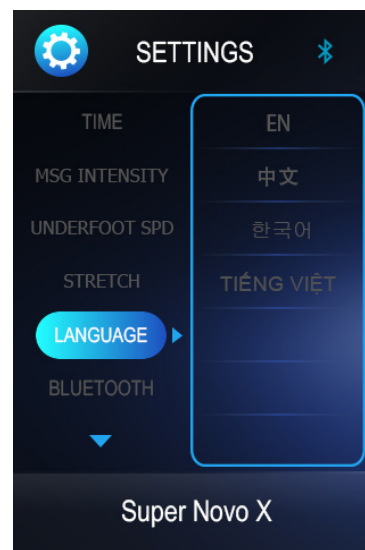 SETTINGS
TIME
MSG INTENSITY
UNDERFOOT SPD
STRETCH
LANGUAGE
BLUETOOTH
EN
中文
한국어
TIẾNG VIỆT
Super Novo X